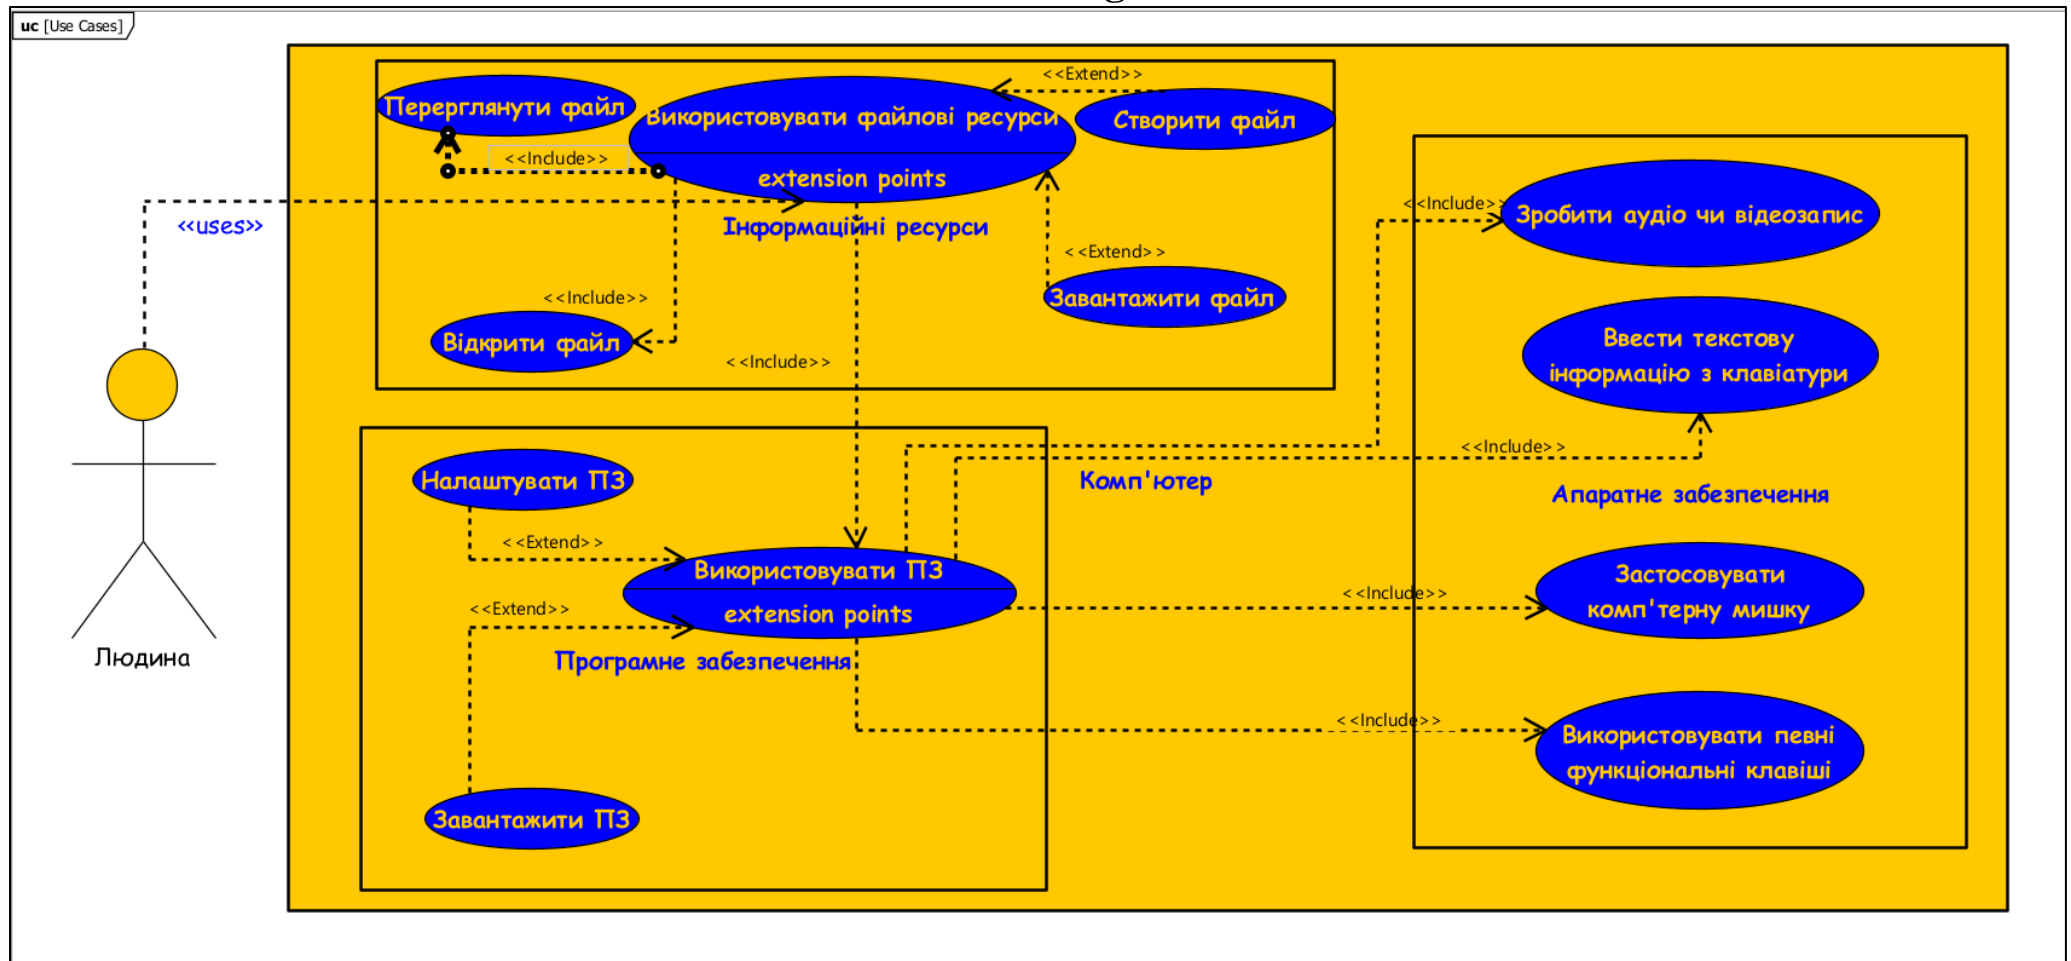 uc [Use Cases]
<<Extend>>
Перерглянути файл
Використовувати файлові ресурси
Створити файл
<<Include>>
extension points
<<uses>>
Інформаційні ресурси
<<Include>>
Зробити аудіо чи відеозапис
<<Extend>>
<<Include>>
Завантажити файл
Відкрити файл
<<Include>>
Ввести текстову
інформацію з клавіатури
<<Include>>
Налаштувати ПЗ
Комп'ютер
Апаратне забезпечення
<<Extend>>
Використовувати ПЗ
extension points
<<Extend>>
<<Include>>
Застосовувати
комп'терну мишку
Людина
Програмне забезпечення
<<Include>>
Використовувати певні
функціональні клавіші
Завантажити ПЗ